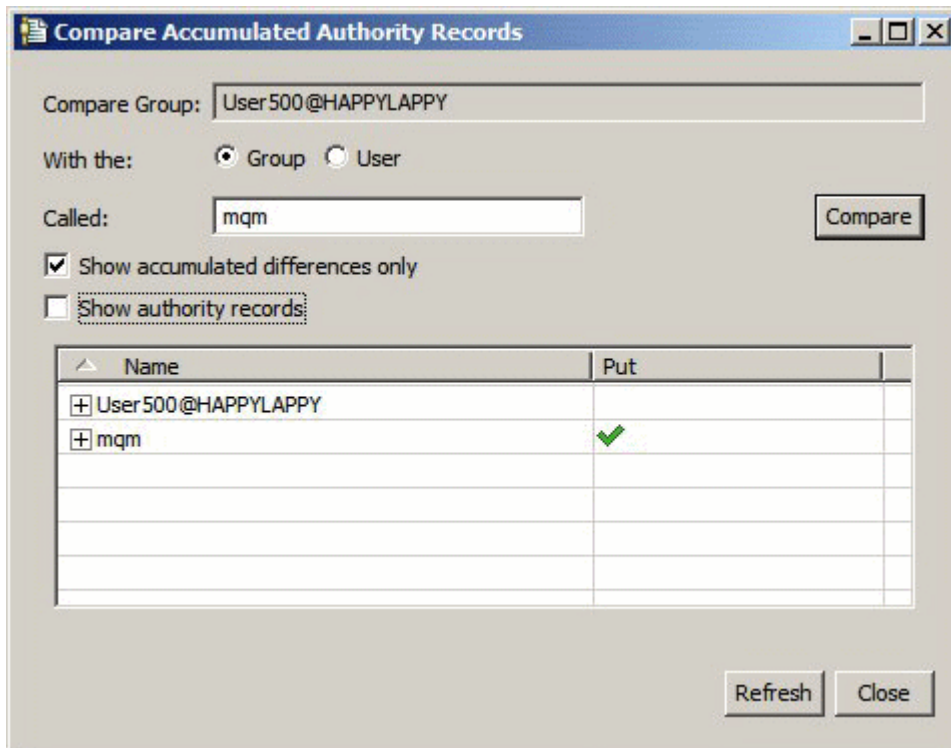 Compare Accumulated Authority Records
Compare Group: User500@HAPPYLAPPY
With the: Group User
Called: mqm Compare
Show accumulated differences only
Show authority records
Name Put
User500@HAPPYLAPPY
mqm
Refresh Close